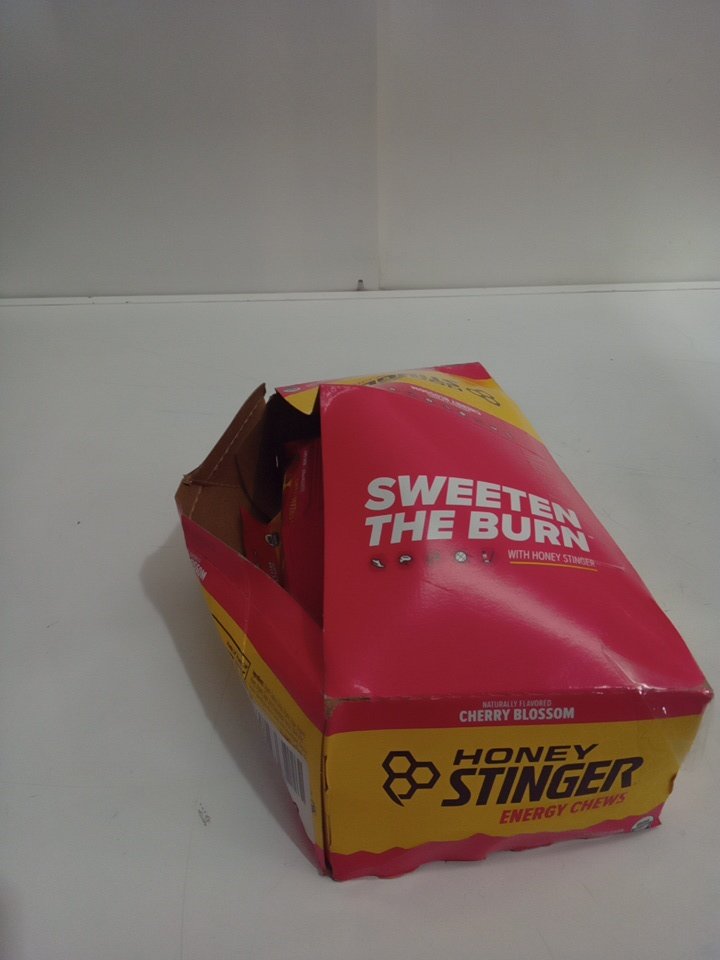 SWEETEN
THE BURN
WITH HONEY STINGER
NATURALLY FLAVORED
CHERRY BLOSSOM
HONEY
STINGER
ENERGY CHEWS